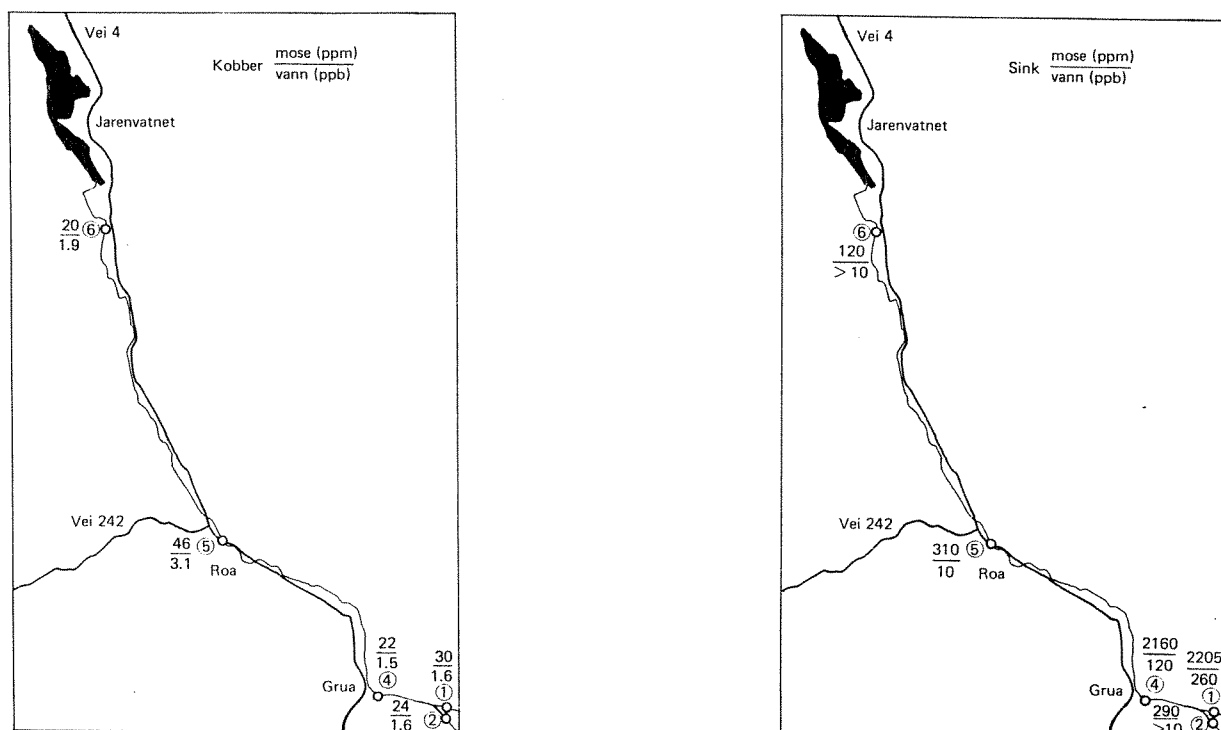 Vei 4
Kobber mose (ppm)
vann (ppb)
Jarenvatnet
20
1.9
6
Vei 242
46
3.1
5
Roa
22
1.5
4
30
1.6
1
Grua
24
1.6
2
Vei 4
Sink mose (ppm)
vann (ppb)
Jarenvatnet
6
120
> 10
Vei 242
310
10
5
Roa
2160
120
4
2205
260
1
Grua
290
>10
2